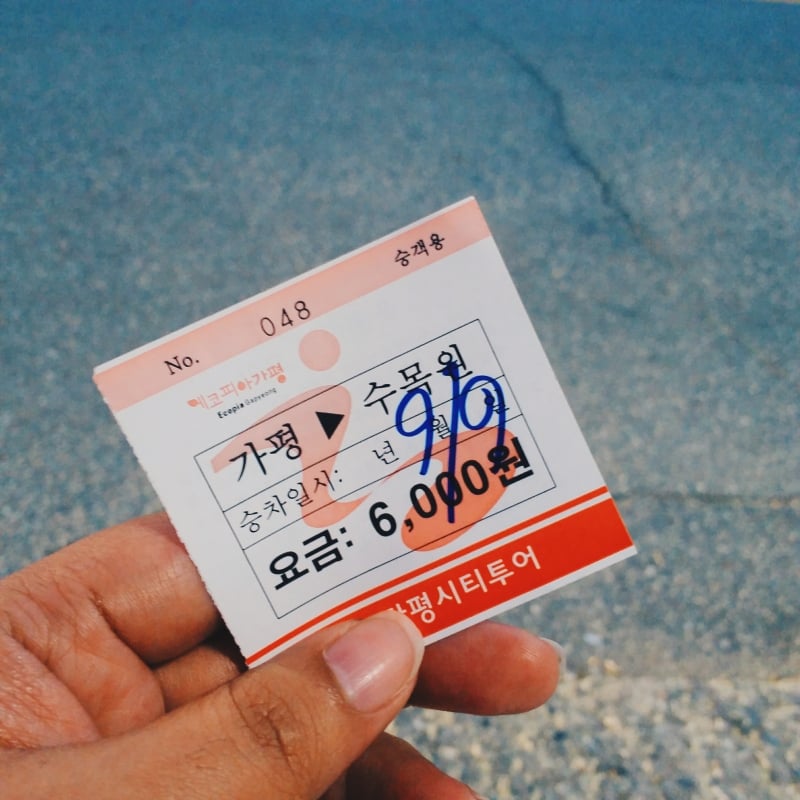 No. 048 승객용
에코피아가평
Ecopia Gapyeong
가평 ▶ 수목원
승차일시: 년 월 일
9/9
요금: 6,000원
가평시티투어